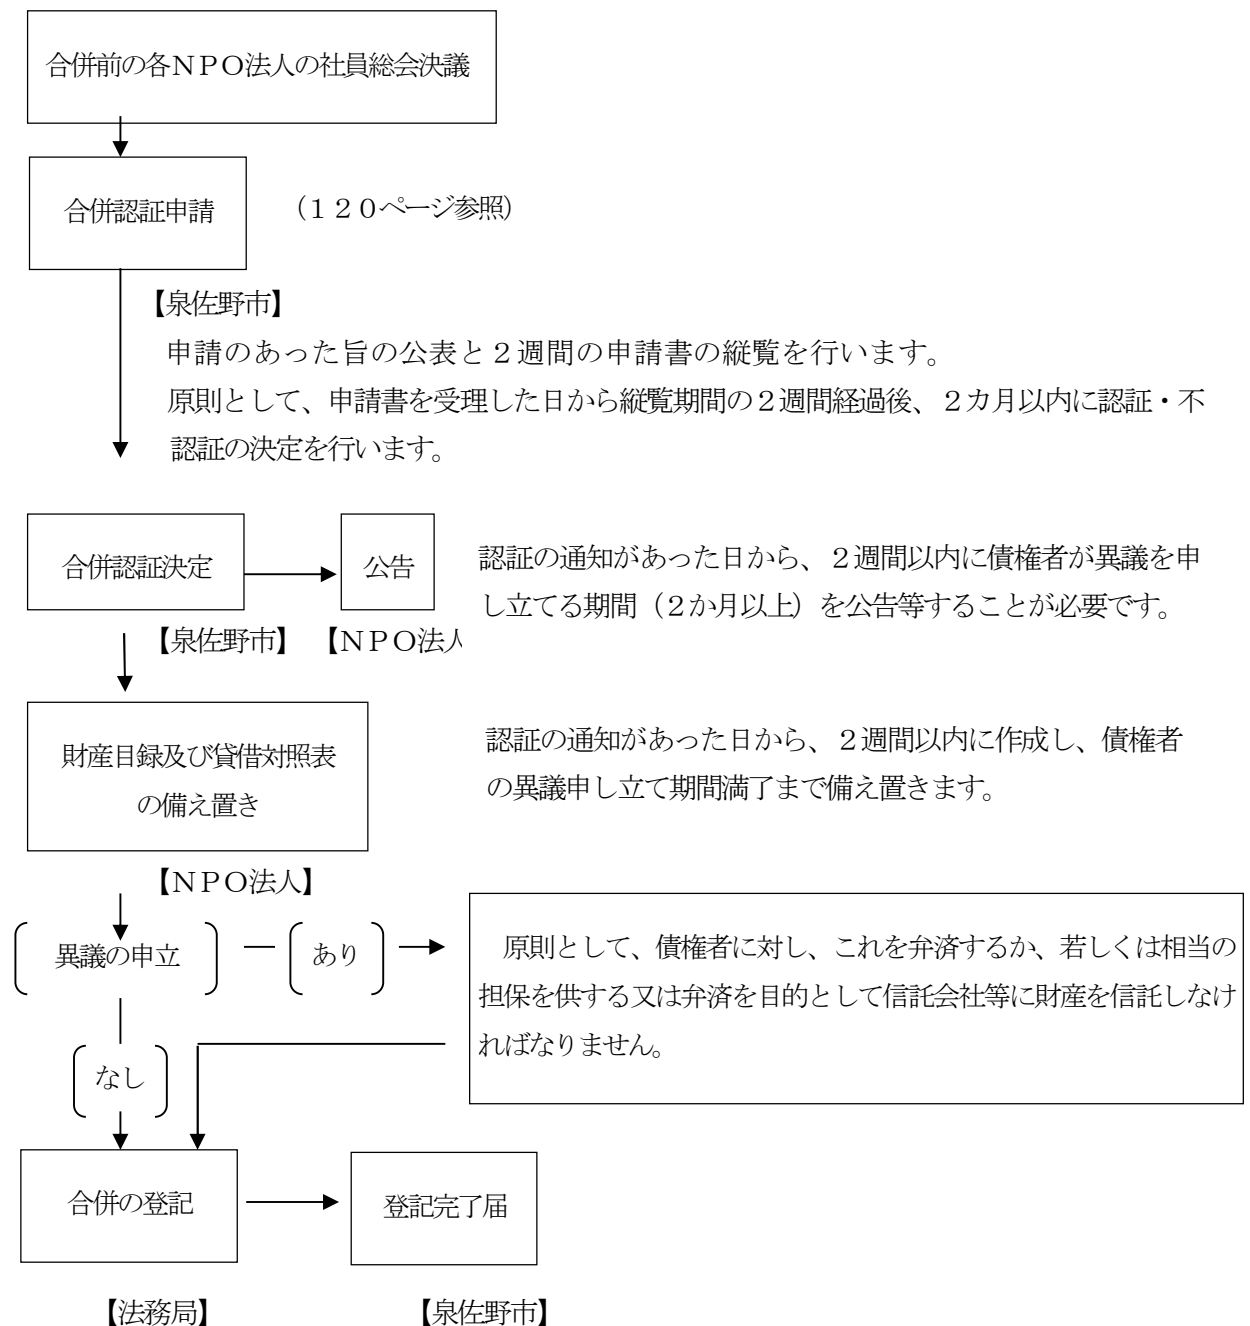 合併前の各ＮＰＯ法人の社員総会決議
合併認証申請
（１２０ページ参照）
【泉佐野市】
申請のあった旨の公表と２週間の申請書の縦覧を行います。
原則として、申請書を受理した日から縦覧期間の２週間経過後、２カ月以内に認証・不
認証の決定を行います。
合併認証決定
公告
認証の通知があった日から、２週間以内に債権者が異議を申
し立てる期間（２か月以上）を公告等することが必要です。
【泉佐野市】
【ＮＰＯ法人
財産目録及び貸借対照表
の備え置き
認証の通知があった日から、２週間以内に作成し、債権者
の異議申し立て期間満了まで備え置きます。
【ＮＰＯ法人】
異議の申立
あり
原則として、債権者に対し、これを弁済するか、若しくは相当の
担保を供する又は弁済を目的として信託会社等に財産を信託しなけ
ればなりません。
なし
合併の登記
登記完了届
【法務局】
【泉佐野市】